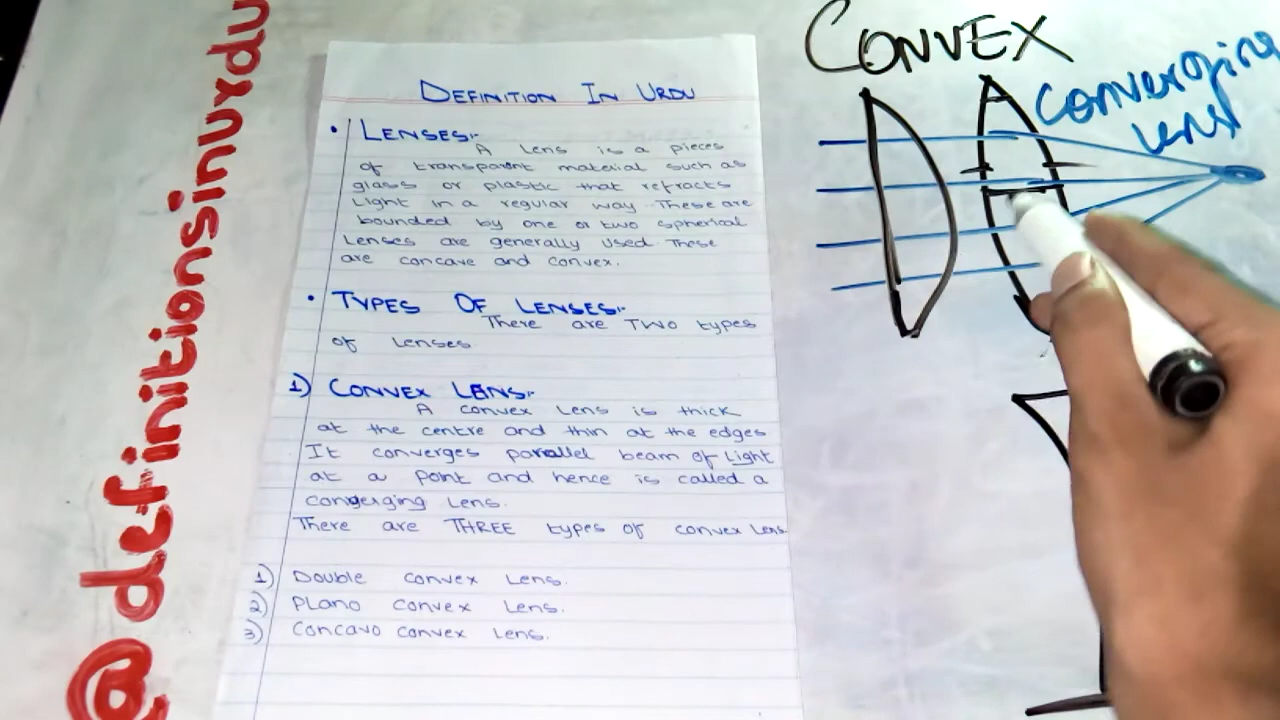 @definitionsinurdu
DEFINITION IN URDU
• LENSES:-
A Lens is a pieces
of transparent material such as
glass or plastic that refracts
Light in a regular way. These are
bounded by one or two spherical
Lenses are generally used These
are concave and convex.
• TYPES OF LENSES:-
There are TWO types
of Lenses
1) CONVEX LENS:-
A convex Lens is thick
at the centre and thin at the edges
It converges parallel beam of Light
at a point and hence is called a
converging Lens.
There are THREE types of convex Lens.
1) Double convex Lens.
2) PLano convex Lens.
3) Concavo convex Lens.
CONVEX
Converging
Lens